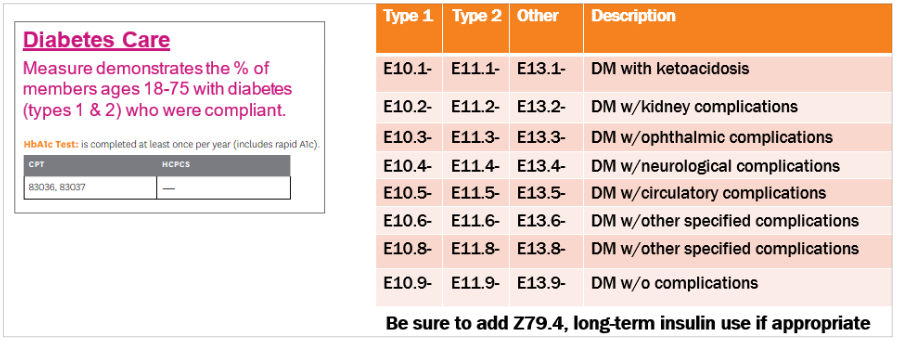 Diabetes Care
Measure demonstrates the % of
members ages 18-75 with diabetes
(types 1 & 2) who were compliant.
HbA1c Test: is completed at least once per year (includes rapid A1c).
CPT HCPCS
83036, 83037 —
Type 1 Type 2 Other Description
E10.1- E11.1- E13.1- DM with ketoacidosis
E10.2- E11.2- E13.2- DM w/kidney complications
E10.3- E11.3- E13.3- DM w/ophthalmic complications
E10.4- E11.4- E13.4- DM w/neurological complications
E10.5- E11.5- E13.5- DM w/circulatory complications
E10.6- E11.6- E13.6- DM w/other specified complications
E10.8- E11.8- E13.8- DM w/other specified complications
E10.9- E11.9- E13.9- DM w/o complications
Be sure to add Z79.4, long-term insulin use if appropriate